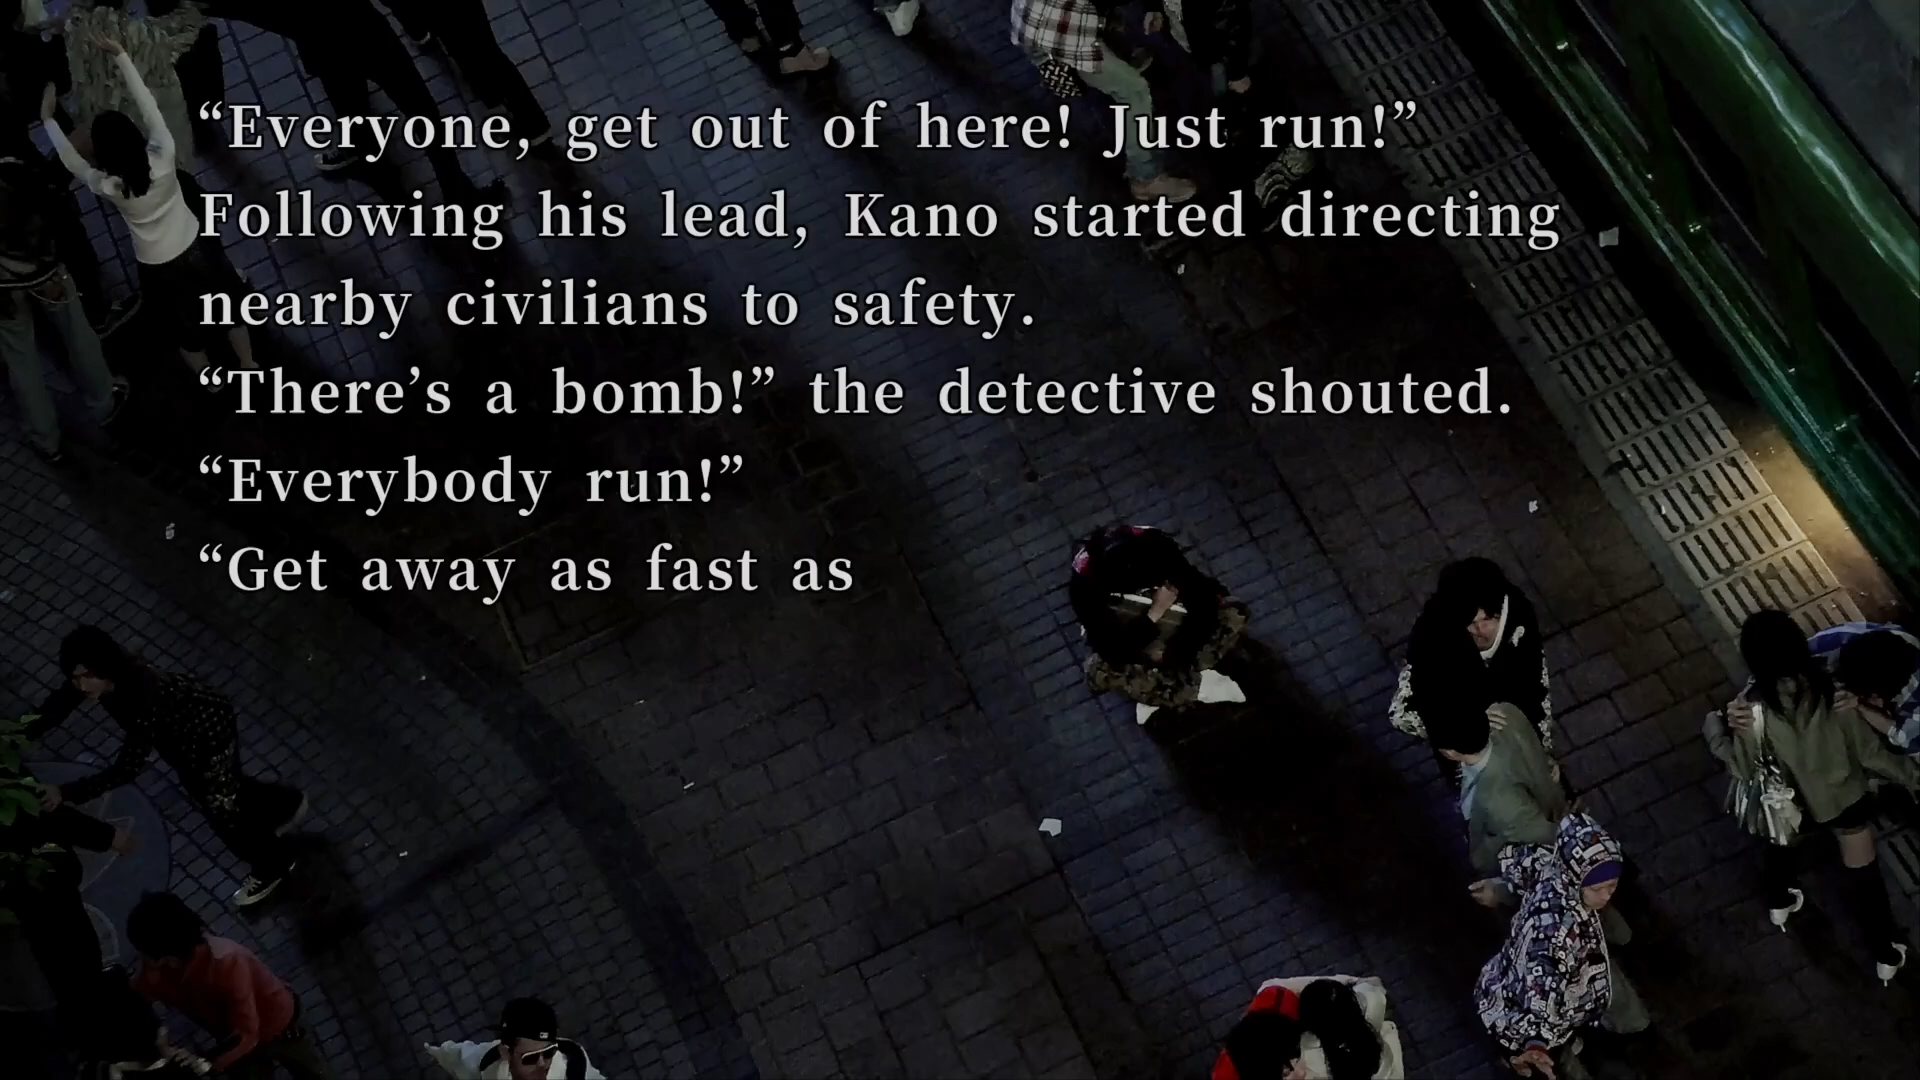 “Everyone, get out of here! Just run!”
Following his lead, Kano started directing
nearby civilians to safety.
“There’s a bomb!” the detective shouted.
“Everybody run!”
“Get away as fast as